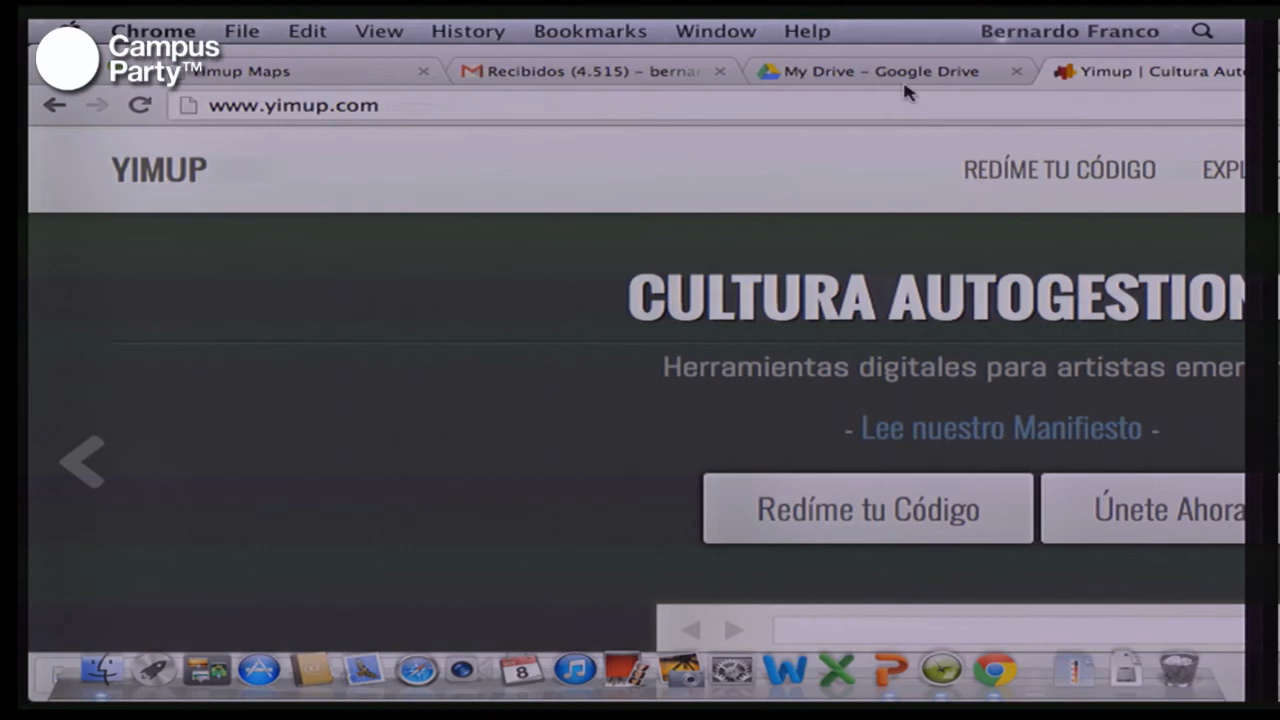 Chrome File Edit View History Bookmarks Window Help Bernardo Franco
Campus
Party™
Yimup Maps Recibidos (4.515) – berna My Drive – Google Drive Yimup | Cultura Auto
www.yimup.com
YIMUP REDÍME TU CÓDIGO EXPL
CULTURA AUTOGESTION
Herramientas digitales para artistas emer
- Lee nuestro Manifiesto -
Redíme tu Código Únete Ahora
8